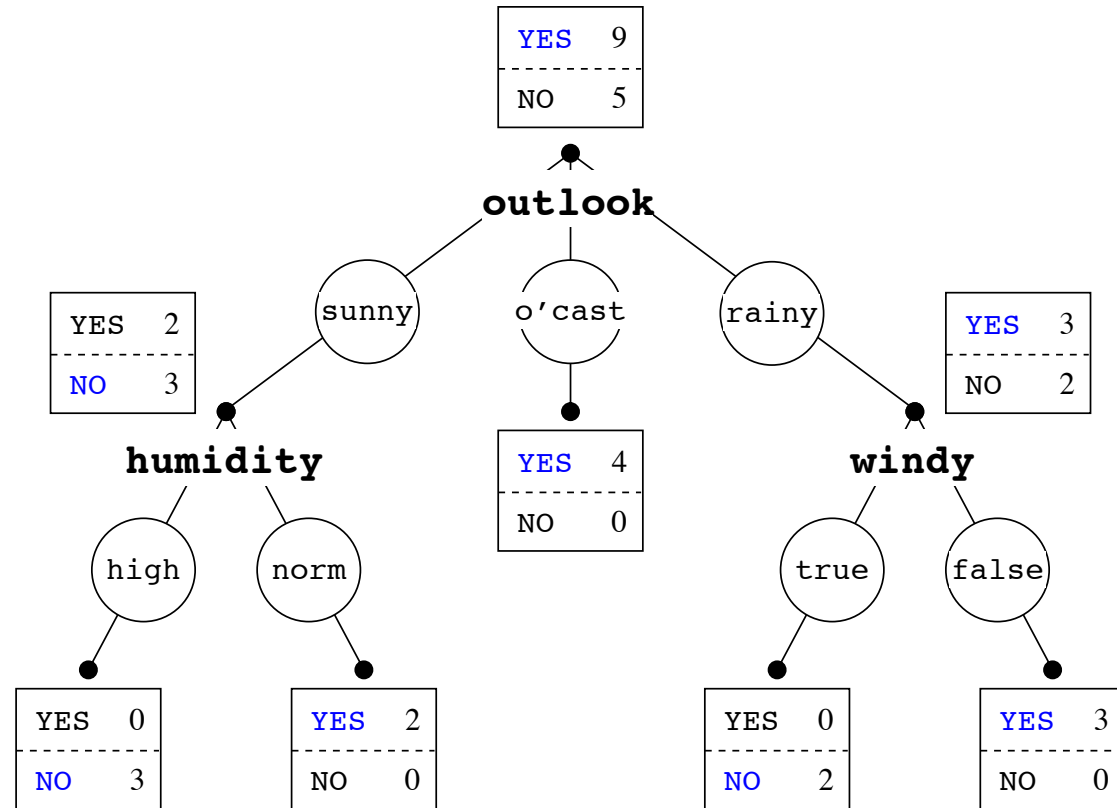 YES 9
NO 5
outlook
sunny
o'cast
rainy
YES 2
NO 3
YES 3
NO 2
humidity
YES 4
NO 0
windy
high
norm
true
false
YES 0
NO 3
YES 2
NO 0
YES 0
NO 2
YES 3
NO 0